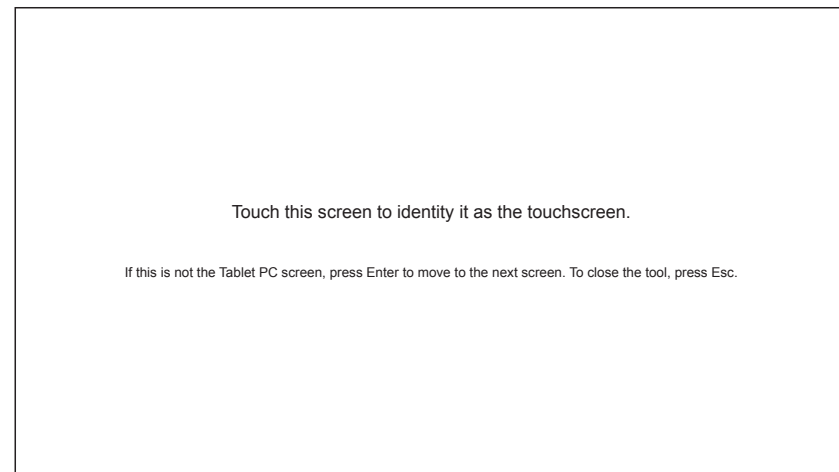 Touch this screen to identity it as the touchscreen.
If this is not the Tablet PC screen, press Enter to move to the next screen. To close the tool, press Esc.